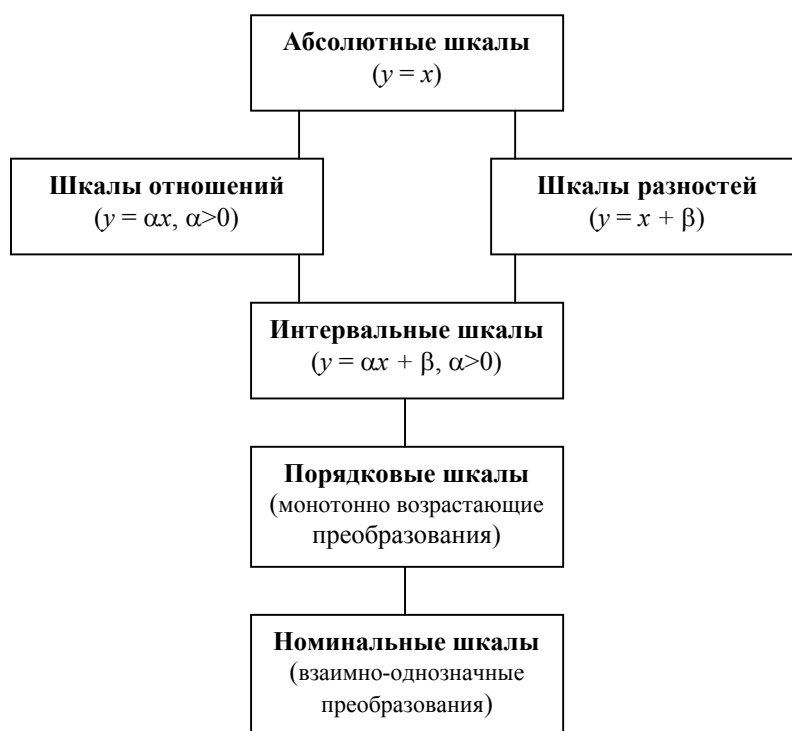 Абсолютные шкалы
(y = x)
Шкалы отношений
(y = αx, α>0)
Шкалы разностей
(y = x + β)
Интервальные шкалы
(y = αx + β, α>0)
Порядковые шкалы
(монотонно возрастающие
преобразования)
Номинальные шкалы
(взаимно-однозначные
преобразования)